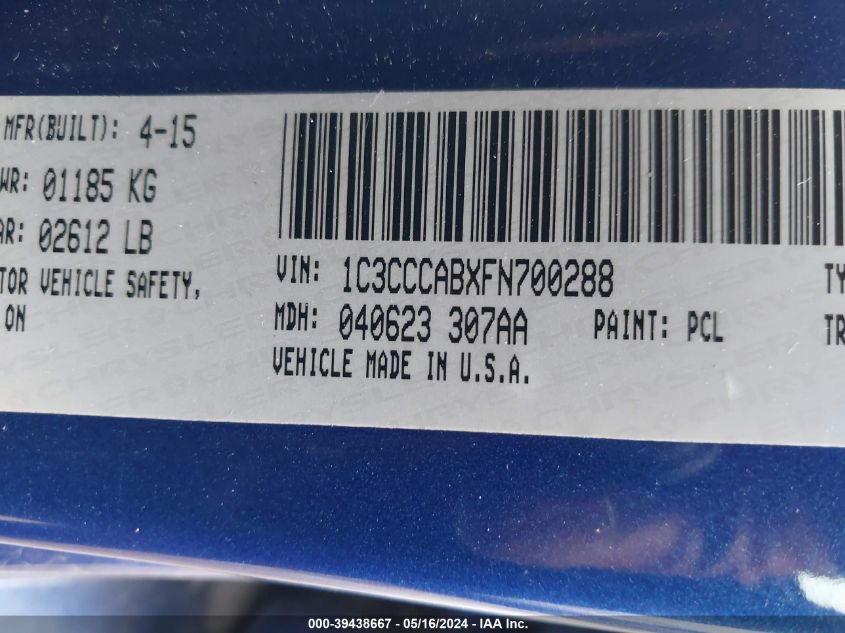 MFR(BUILT): 4-15
WR: 01185 KG
AR: 02612 LB
TOR VEHICLE SAFETY,
ON
VIN: 1C3CCCABXFN700288
MDH: 040623 307AA PAINT: PCL
VEHICLE MADE IN U.S.A.
TY
TR
000-39438667 - 05/16/2024 - IAA Inc.